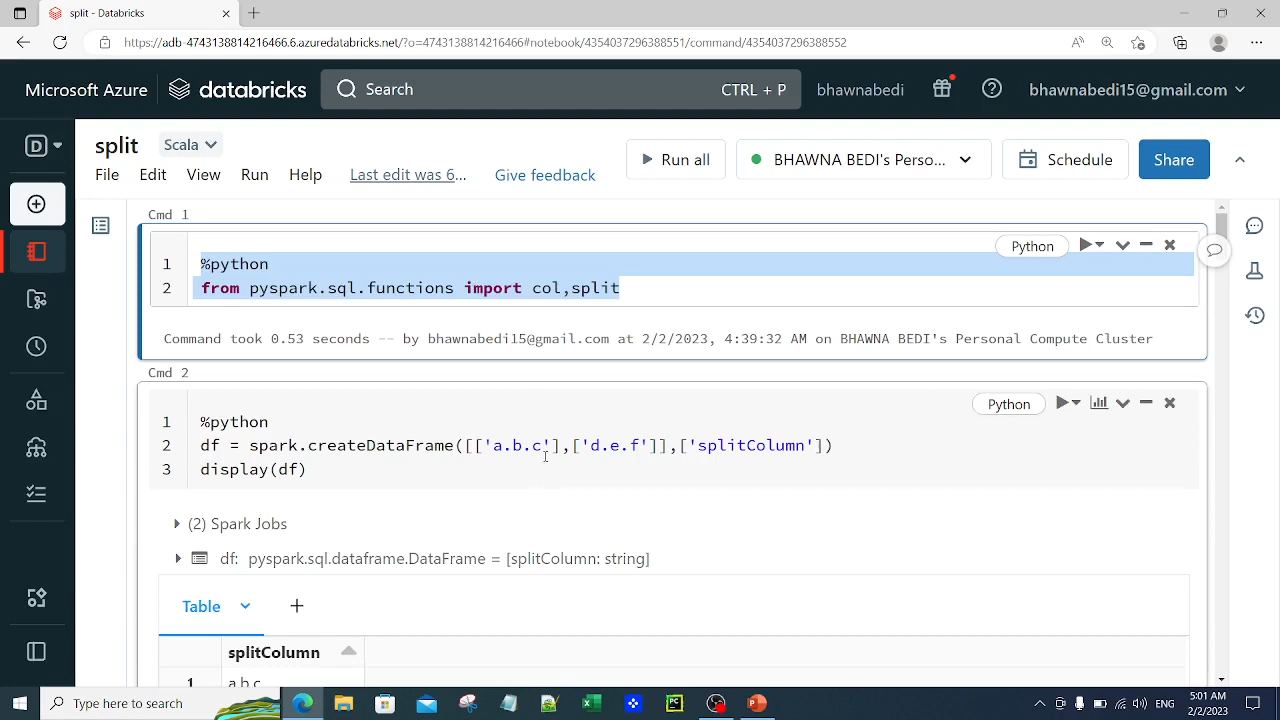 split - Databricks
https://adb-4743138814216466.6.azuredatabricks.net/?o=4743138814216466#notebook/4354037296388551/command/4354037296388552
Microsoft Azure
databricks
Search
CTRL + P
bhawnabedi
bhawnabedi15@gmail.com
D
split
Scala
File Edit View Run Help Last edit was 6... Give feedback
Run all
BHAWNA BEDI's Perso...
Schedule
Share
Cmd 1
Python
1 %python
2 from pyspark.sql.functions import col,split
Command took 0.53 seconds -- by bhawnabedi15@gmail.com at 2/2/2023, 4:39:32 AM on BHAWNA BEDI's Personal Compute Cluster
Cmd 2
Python
1 %python
2 df = spark.createDataFrame([['a.b.c'],['d.e.f']],['splitColumn'])
3 display(df)
(2) Spark Jobs
df: pyspark.sql.dataframe.DataFrame = [splitColumn: string]
Table
splitColumn
1 a.b.c
Type here to search
PC
ENG
5:01 AM
2/2/2023